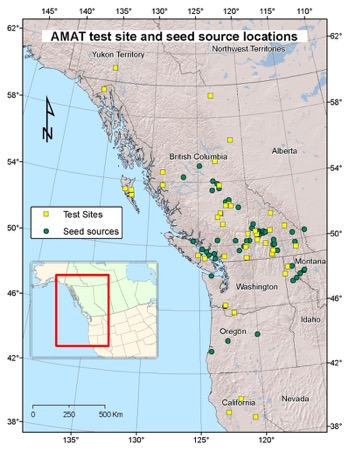 145° 140° 135° 130° 125° 120° 115° 110°
62° 62°
AMAT test site and seed source locations
Yukon Territory
Northwest Territories
58° 58°
Alberta
54° 54°
British Columbia
N
Test Sites
Seed sources
50° 50°
Montana
Washington
46° 46°
Idaho
Oregon
42° 42°
0 250 500 Km
California
Nevada
38° 38°
135° 130° 125° 120°